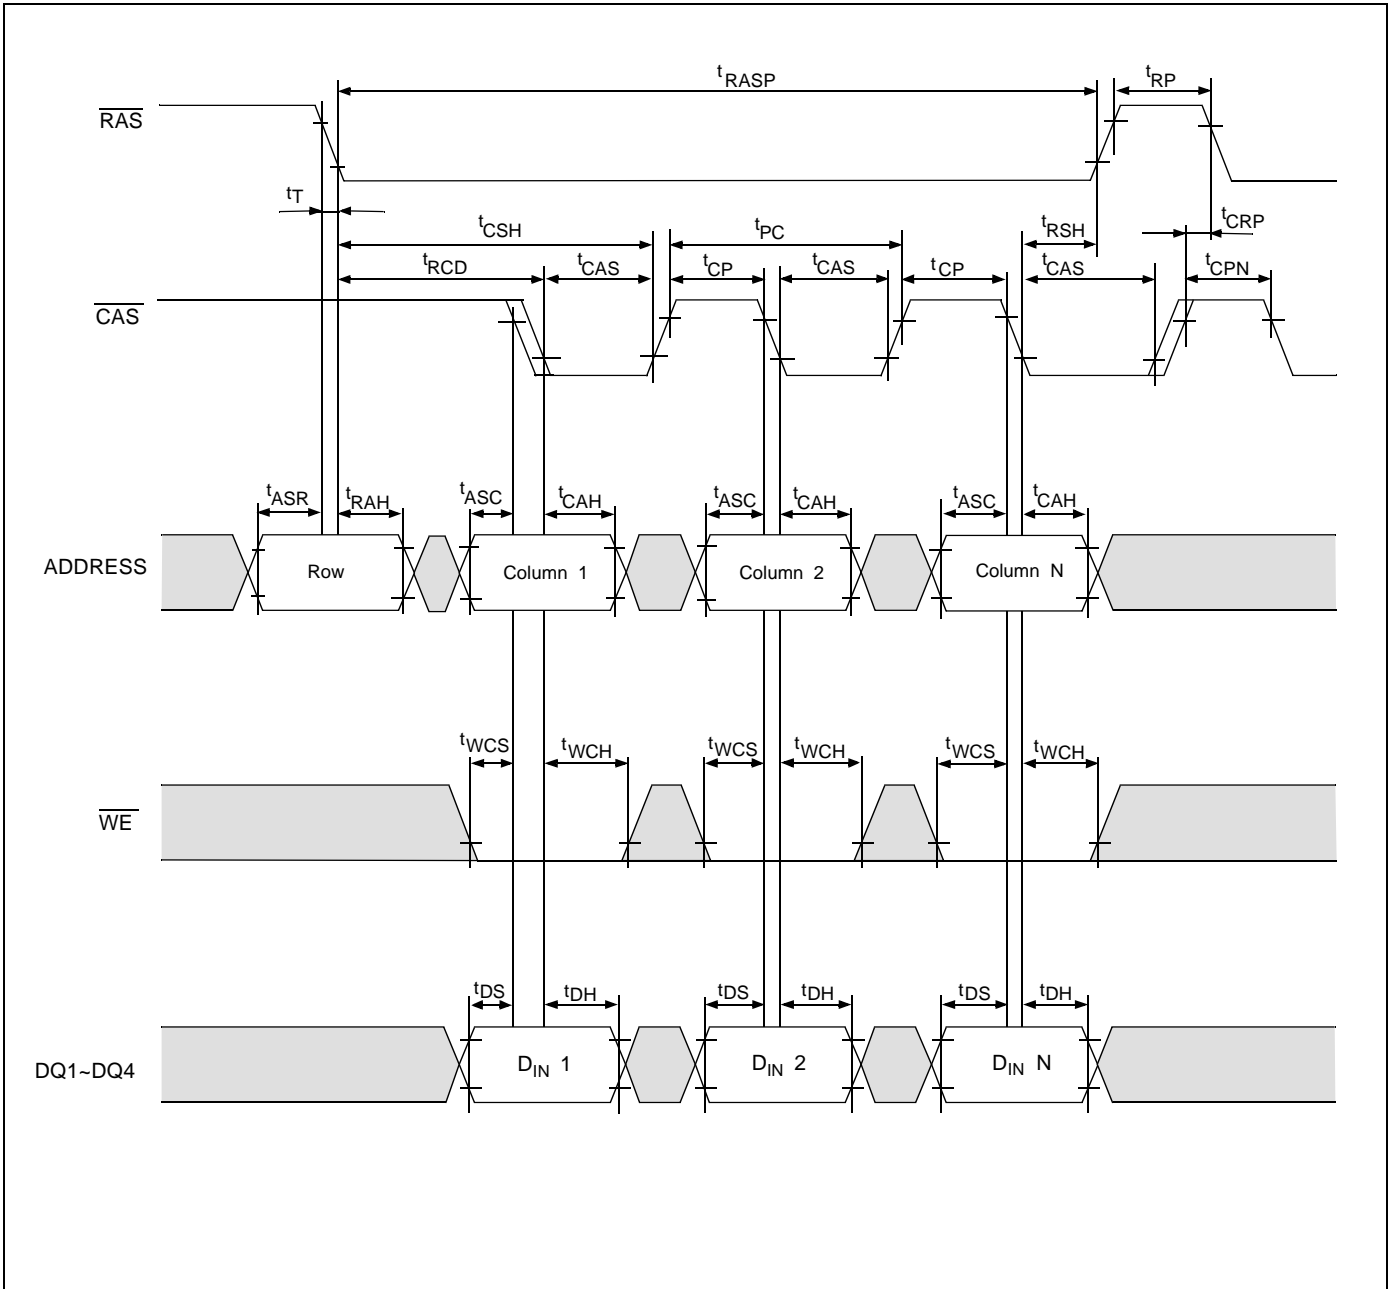 tRASP tRP
RAS
tT
tCSH tPC tRSH tCRP
tRCD tCAS tCP tCAS tCP tCAS tCPN
CAS
tASR tRAH tASC tCAH tASC tCAH tASC tCAH
ADDRESS Row Column 1 Column 2 Column N
tWCS tWCH tWCS tWCH tWCS tWCH
WE
tDS tDH tDS tDH tDS tDH
DQ1~DQ4 DIN 1 DIN 2 DIN N